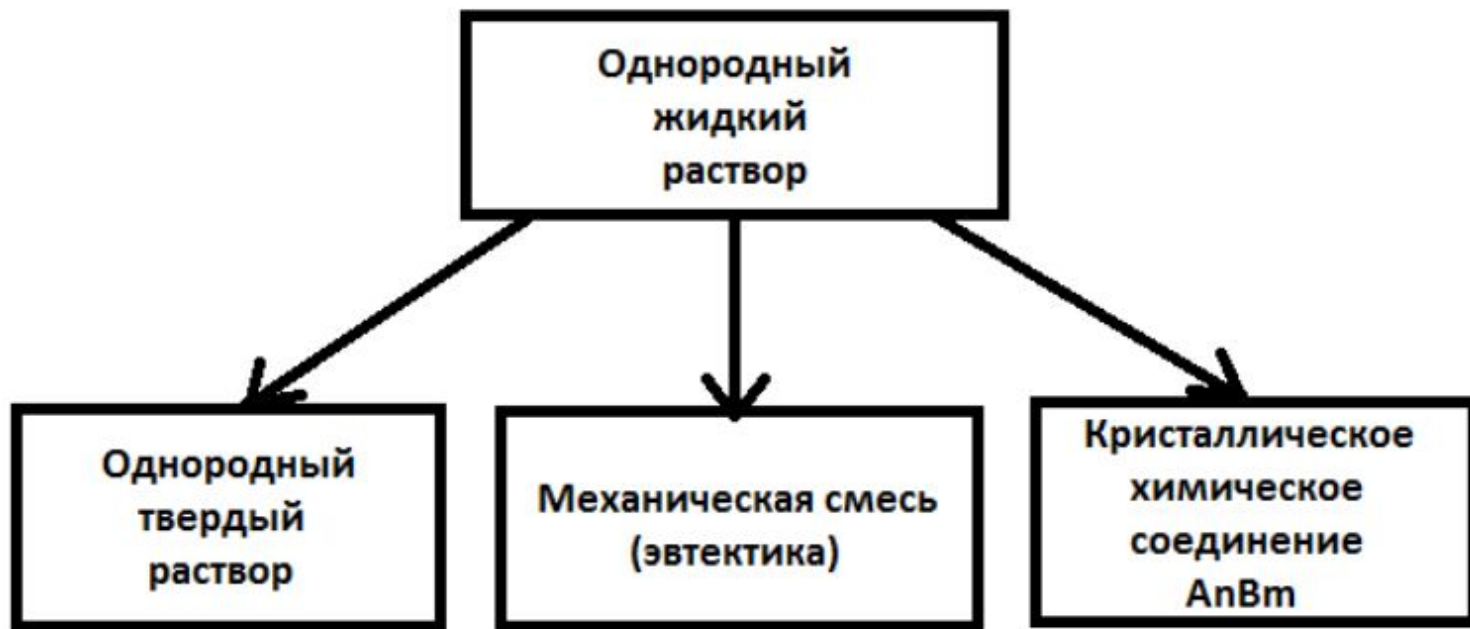 Однородный
жидкий
раствор
Однородный
твердый
раствор
Механическая смесь
(эвтектика)
Кристаллическое
химическое
соединение
AnBm